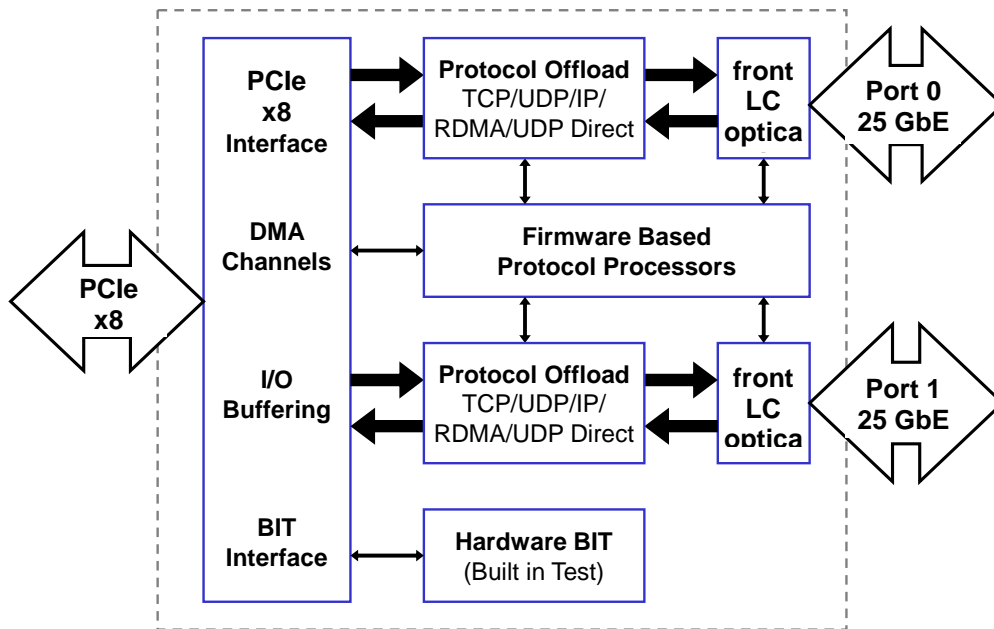 PCIe
x8
PCIe
x8
Interface
DMA
Channels
I/O
Buffering
BIT
Interface
Protocol Offload
TCP/UDP/IP/
RDMA/UDP Direct
front
LC
optica
Port 0
25 GbE
Firmware Based
Protocol Processors
Protocol Offload
TCP/UDP/IP/
RDMA/UDP Direct
front
LC
optica
Port 1
25 GbE
Hardware BIT
(Built in Test)